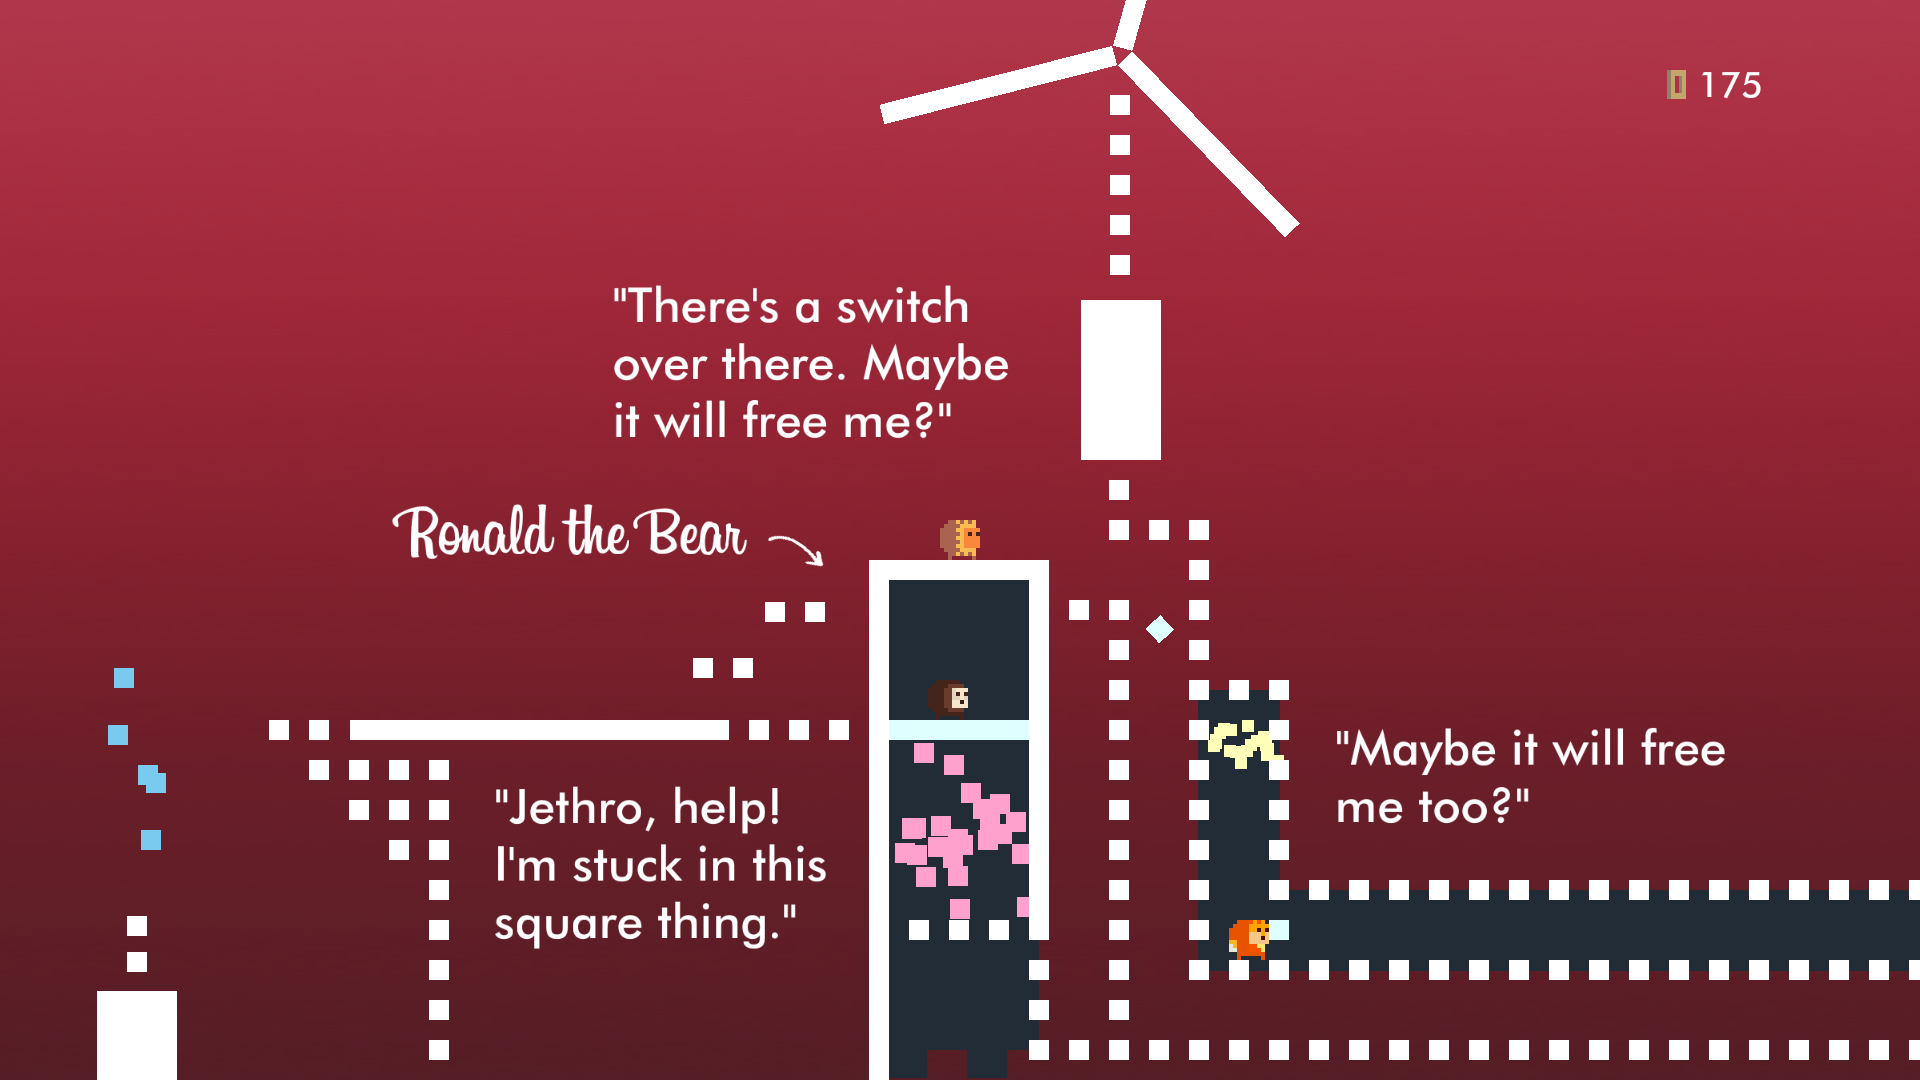 175
"There's a switch
over there. Maybe
it will free me?"
Ronald the Bear
"Maybe it will free
me too?"
"Jethro, help!
I'm stuck in this
square thing."